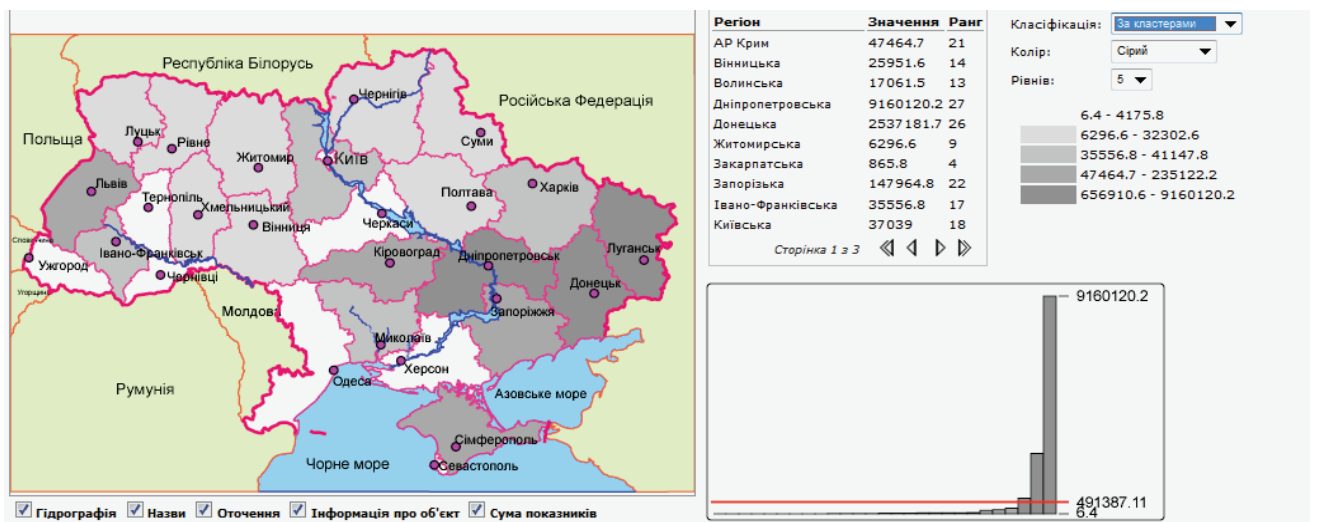 Республіка Білорусь
Чернігів
Російська Федерація
Польща
Луцьк
Рівне
Суми
Житомир
Київ
Львів
Тернопіль
Хмельницький
Полтава
Харків
Вінниця
Черкаси
Івано-Франківськ
Ужгород
Чернівці
Кіровоград
Дніпропетровськ
Луганськ
Донецьк
Молдова
Запоріжжя
Миколаїв
Херсон
Одеса
Румунія
Азовське море
Сімферополь
Чорне море
Севастополь
Гідрографія Назви Оточення Інформація про об'єкт Сума показників
Регіон Значення Ранг
АР Крим 47464.7 21
Вінницька 25951.6 14
Волинська 17061.5 13
Дніпропетровська 9160120.2 27
Донецька 2537181.7 26
Житомирська 6296.6 9
Закарпатська 865.8 4
Запорізька 147964.8 22
Івано-Франківська 35556.8 17
Київська 37039 18
Сторінка 1 з 3
Класіфікація: За кластерами
Колір: Сірий
Рівнів: 5
6.4 - 4175.8
6296.6 - 32302.6
35556.8 - 41147.8
47464.7 - 235122.2
656910.6 - 9160120.2
9160120.2
491387.11
6.4